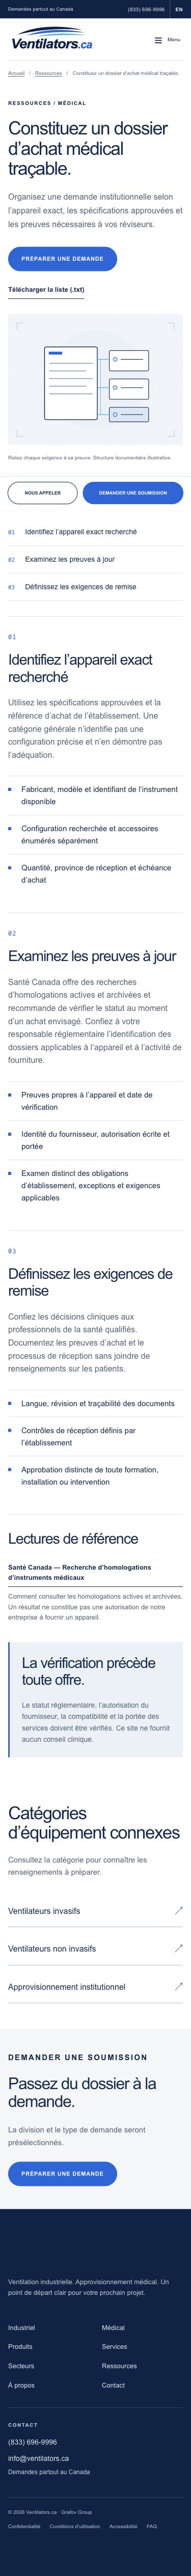 Demandes partout au Canada
(833) 696-9996
EN
Ventilators.ca
Menu
Accueil / Ressources / Constituez un dossier d’achat médical traçable.
RESSOURCES / MÉDICAL
Constituez un dossier
d’achat médical
traçable.
Organisez une demande institutionnelle selon
l’appareil exact, les spécifications approuvées et
les preuves nécessaires à vos réviseurs.
PRÉPARER UNE DEMANDE
Télécharger la liste (.txt)
Reliez chaque exigence à sa preuve. Structure documentaire illustrative.
NOUS APPELER
DEMANDER UNE SOUMISSION
01 Identifiez l’appareil exact recherché
02 Examinez les preuves à jour
03 Définissez les exigences de remise
01
Identifiez l’appareil exact
recherché
Utilisez les spécifications approuvées et la
référence d’achat de l’établissement. Une
catégorie générale n’identifie pas une
configuration précise et n’en démontre pas
l’adéquation.
Fabricant, modèle et identifiant de l’instrument
disponible
Configuration recherchée et accessoires
énumérés séparément
Quantité, province de réception et échéance
d’achat
02
Examinez les preuves à jour
Santé Canada offre des recherches
d’homologations actives et archivées et
recommande de vérifier le statut au moment
d’un achat envisagé. Confiez à votre
responsable réglementaire l’identification des
dossiers applicables à l’appareil et à l’activité de
fourniture.
Preuves propres à l’appareil et date de
vérification
Identité du fournisseur, autorisation écrite et
portée
Examen distinct des obligations
d’établissement, exceptions et exigences
applicables
03
Définissez les exigences de
remise
Confiez les décisions cliniques aux
professionnels de la santé qualifiés.
Documentez les preuves d’achat et le
processus de réception sans joindre de
renseignements sur les patients.
Langue, révision et traçabilité des documents
Contrôles de réception définis par
l’établissement
Approbation distincte de toute formation,
installation ou intervention
Lectures de référence
Santé Canada — Recherche d’homologations
d’instruments médicaux
Comment consulter les homologations actives et archivées.
Un résultat ne constitue pas une autorisation de notre
entreprise à fournir un appareil.
La vérification précède
toute offre.
Le statut réglementaire, l’autorisation du
fournisseur, la compatibilité et la portée des
services doivent être vérifiés. Ce site ne fournit
aucun conseil clinique.
Catégories
d’équipement connexes
Consultez la catégorie pour connaître les
renseignements à préparer.
Ventilateurs invasifs
Ventilateurs non invasifs
Approvisionnement institutionnel
DEMANDER UNE SOUMISSION
Passez du dossier à la
demande.
La division et le type de demande seront
présélectionnés.
PRÉPARER UNE DEMANDE
Ventilation industrielle. Approvisionnement médical. Un
point de départ clair pour votre prochain projet.
Industriel
Médical
Produits
Services
Secteurs
Ressources
À propos
Contact
CONTACT
(833) 696-9996
info@ventilators.ca
Demandes partout au Canada
© 2026 Ventilators.ca · Grafov Group
Confidentialité
Conditions d’utilisation
Accessibilité
FAQ